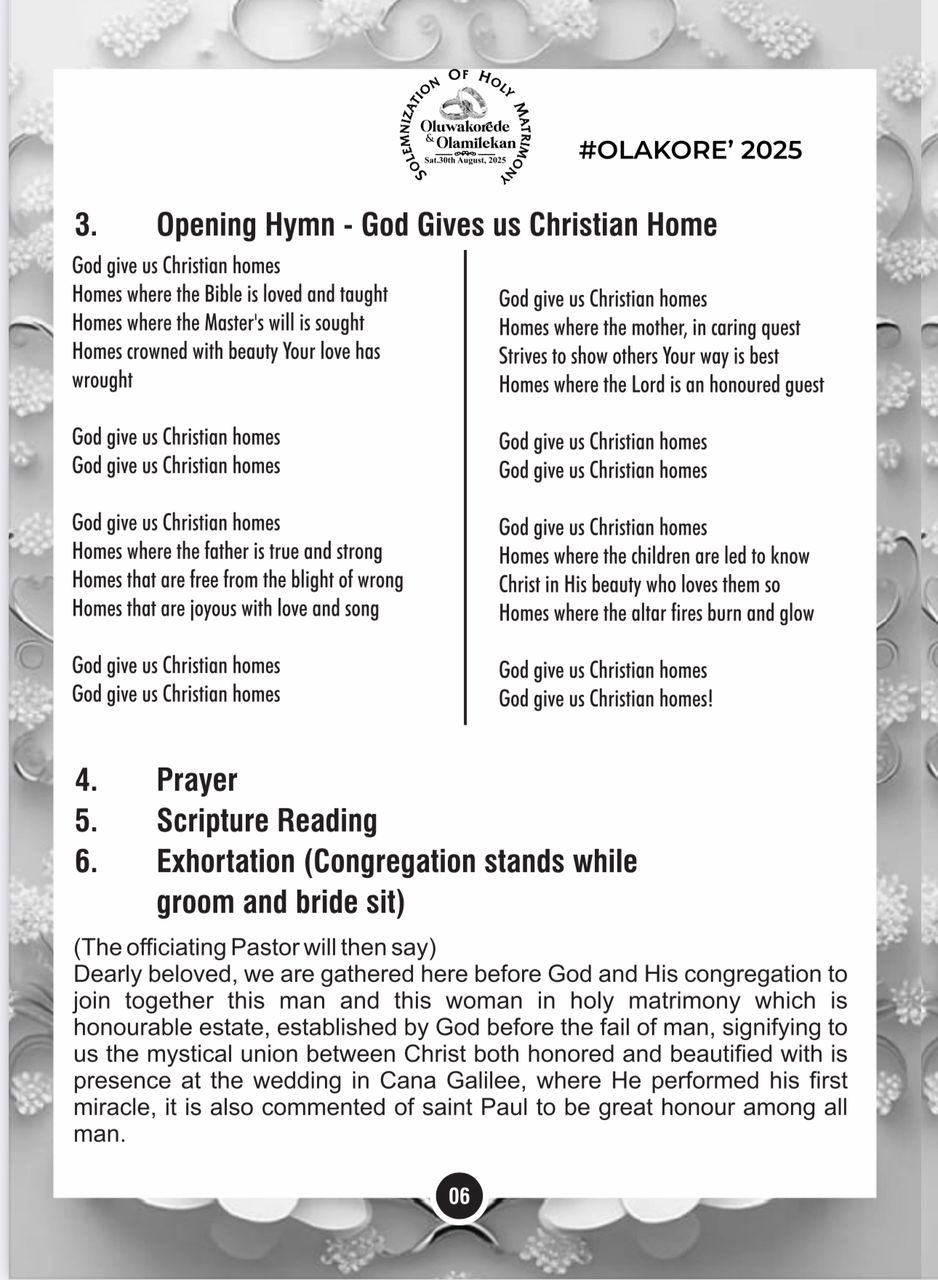 SOLEMNIZATION OF HOLY MATRIMONY
Oluwakorede
& Olamilekan
Sat.30th August, 2025
#OLAKORE’ 2025
3. Opening Hymn - God Gives us Christian Home
God give us Christian homes
Homes where the Bible is loved and taught
Homes where the Master's will is sought
Homes crowned with beauty Your love has
wrought
God give us Christian homes
God give us Christian homes
God give us Christian homes
Homes where the father is true and strong
Homes that are free from the blight of wrong
Homes that are joyous with love and song
God give us Christian homes
God give us Christian homes
God give us Christian homes
Homes where the mother, in caring quest
Strives to show others Your way is best
Homes where the Lord is an honoured guest
God give us Christian homes
God give us Christian homes
God give us Christian homes
Homes where the children are led to know
Christ in His beauty who loves them so
Homes where the altar fires burn and glow
God give us Christian homes
God give us Christian homes!
4. Prayer
5. Scripture Reading
6. Exhortation (Congregation stands while
groom and bride sit)
(The officiating Pastor will then say)
Dearly beloved, we are gathered here before God and His congregation to
join together this man and this woman in holy matrimony which is
honourable estate, established by God before the fail of man, signifying to
us the mystical union between Christ both honored and beautified with is
presence at the wedding in Cana Galilee, where He performed his first
miracle, it is also commented of saint Paul to be great honour among all
man.
06